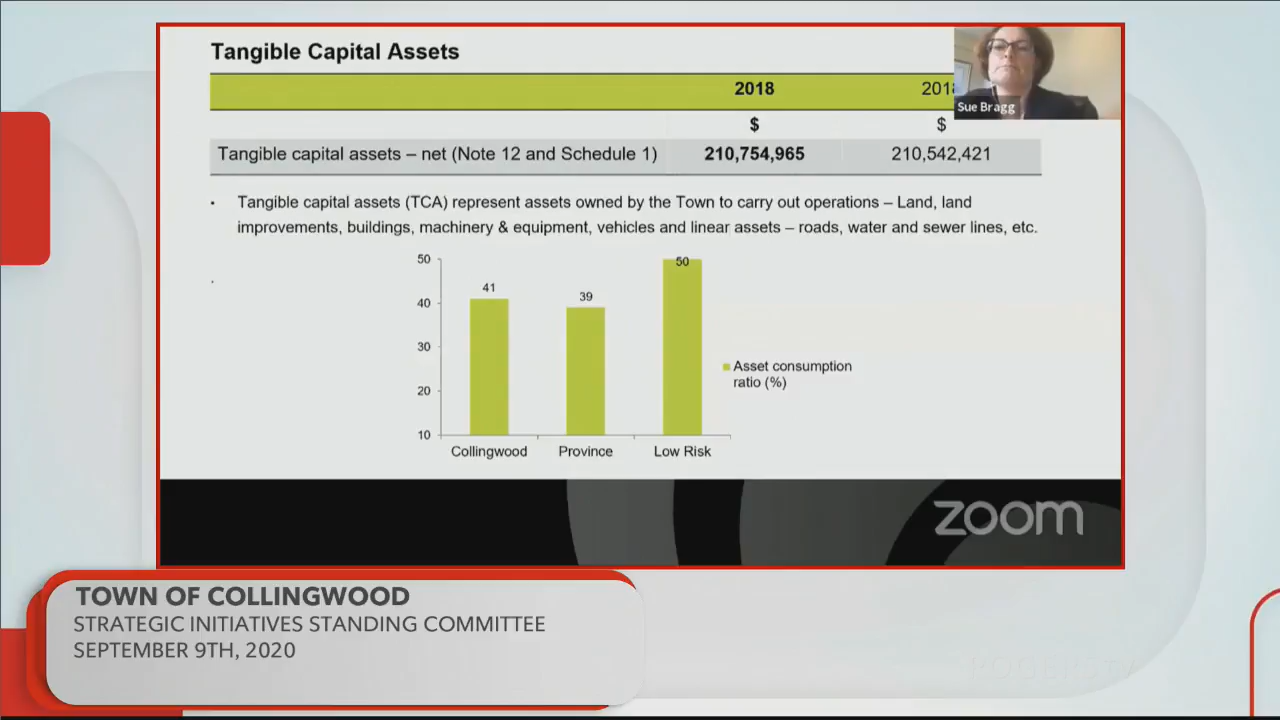 Tangible Capital Assets
2018 201
$ $
Tangible capital assets – net (Note 12 and Schedule 1) 210,754,965 210,542,421
• Tangible capital assets (TCA) represent assets owned by the Town to carry out operations – Land, land
improvements, buildings, machinery & equipment, vehicles and linear assets – roads, water and sewer lines, etc.
Sue Bragg
50
40
30
20
10
41
39
50
Collingwood Province Low Risk
Asset consumption
ratio (%)
zoom
TOWN OF COLLINGWOOD
STRATEGIC INITIATIVES STANDING COMMITTEE
SEPTEMBER 9TH, 2020
ROGERS TV